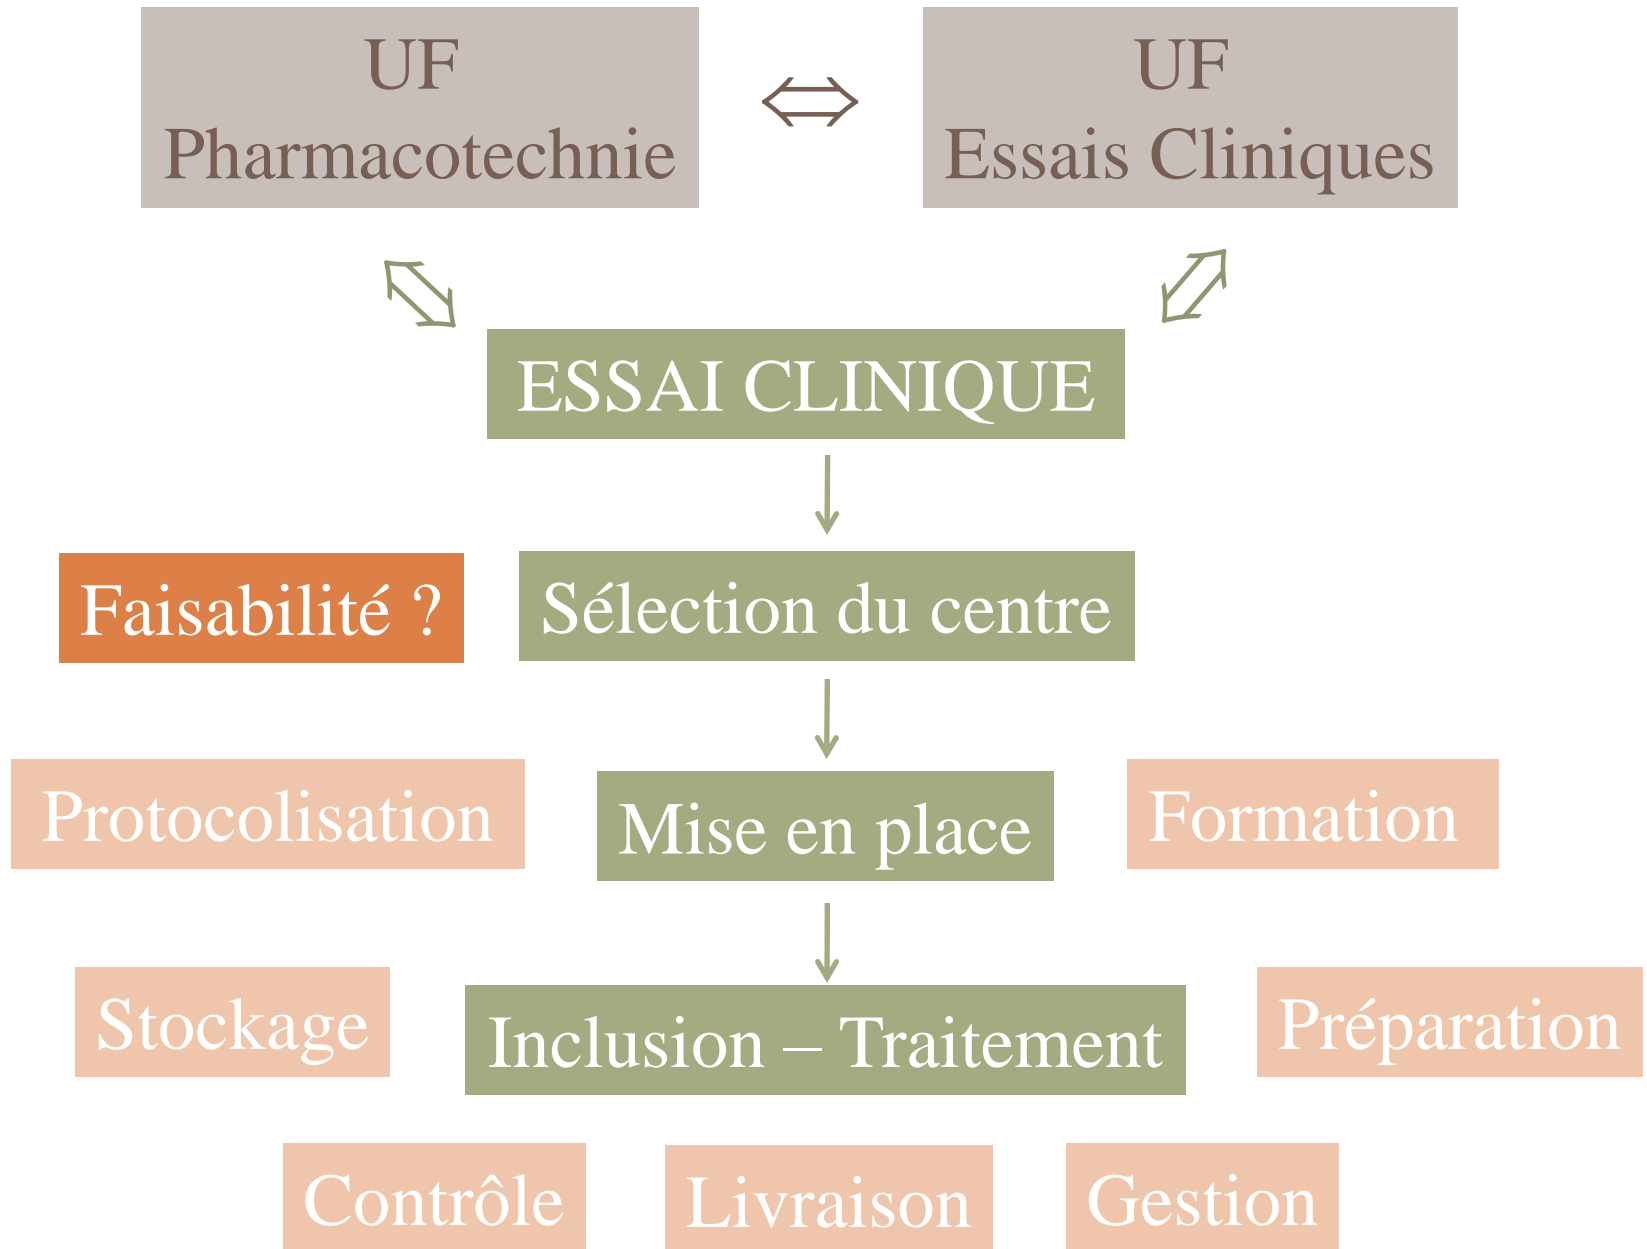 UF
Pharmacotechnie
UF
Essais Cliniques
ESSAI CLINIQUE
Faisabilité ?
Sélection du centre
Protocolisation
Mise en place
Formation
Stockage
Inclusion – Traitement
Préparation
Contrôle
Livraison
Gestion